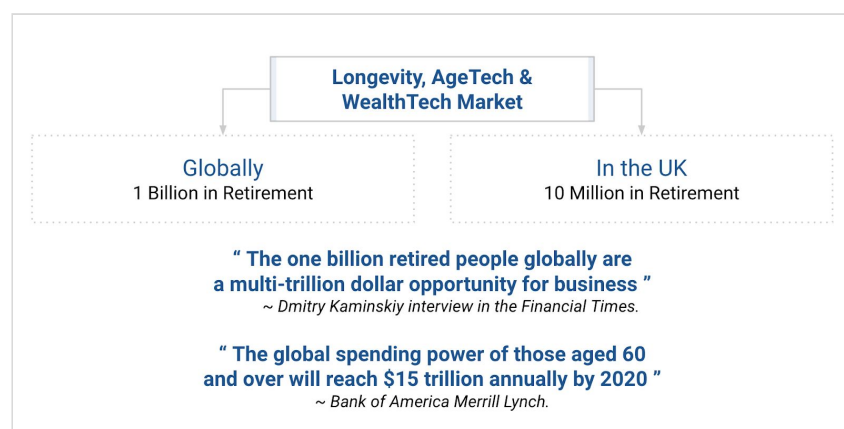 Longevity, AgeTech &
WealthTech Market
Globally
1 Billion in Retirement
In the UK
10 Million in Retirement
“ The one billion retired people globally are
a multi-trillion dollar opportunity for business ”
~ Dmitry Kaminskiy interview in the Financial Times.
“ The global spending power of those aged 60
and over will reach $15 trillion annually by 2020 ”
~ Bank of America Merrill Lynch.